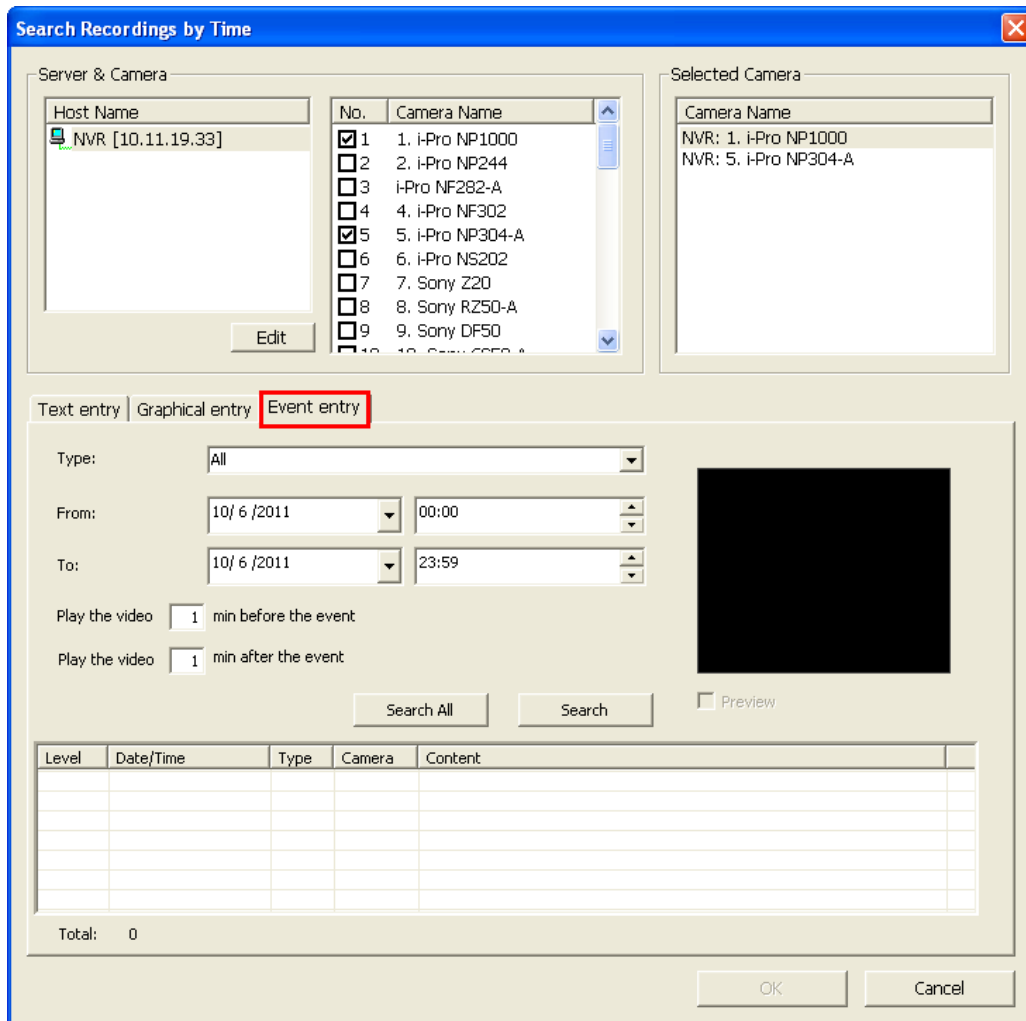 Search Recordings by Time
Server & Camera
Host Name
NVR [10.11.19.33]
Edit
No. Camera Name
1 1. i-Pro NP1000
2 2. i-Pro NP244
3 i-Pro NF282-A
4 4. i-Pro NF302
5 5. i-Pro NP304-A
6 6. i-Pro NS202
7 7. Sony Z20
8 8. Sony RZ50-A
9 9. Sony DF50
Selected Camera
Camera Name
NVR: 1. i-Pro NP1000
NVR: 5. i-Pro NP304-A
Text entry Graphical entry Event entry
Type: All
From: 10/ 6 /2011 00:00
To: 10/ 6 /2011 23:59
Play the video 1 min before the event
Play the video 1 min after the event
Search All Search
Preview
Level Date/Time Type Camera Content
Total: 0
OK Cancel